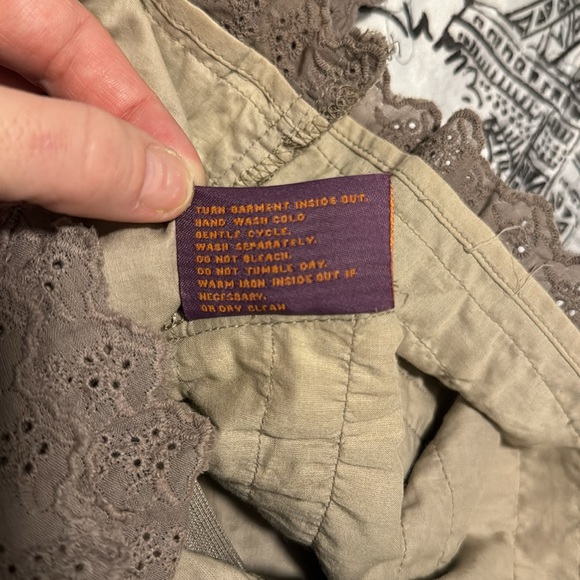 TURN GARMENT INSIDE OUT.
HAND WASH COLD
GENTLE CYCLE.
WASH SEPARATELY.
DO NOT BLEACH.
DO NOT TUMBLE DRY.
WARM IRON INSIDE OUT IF
NECESSARY.
OR DRY CLEAN